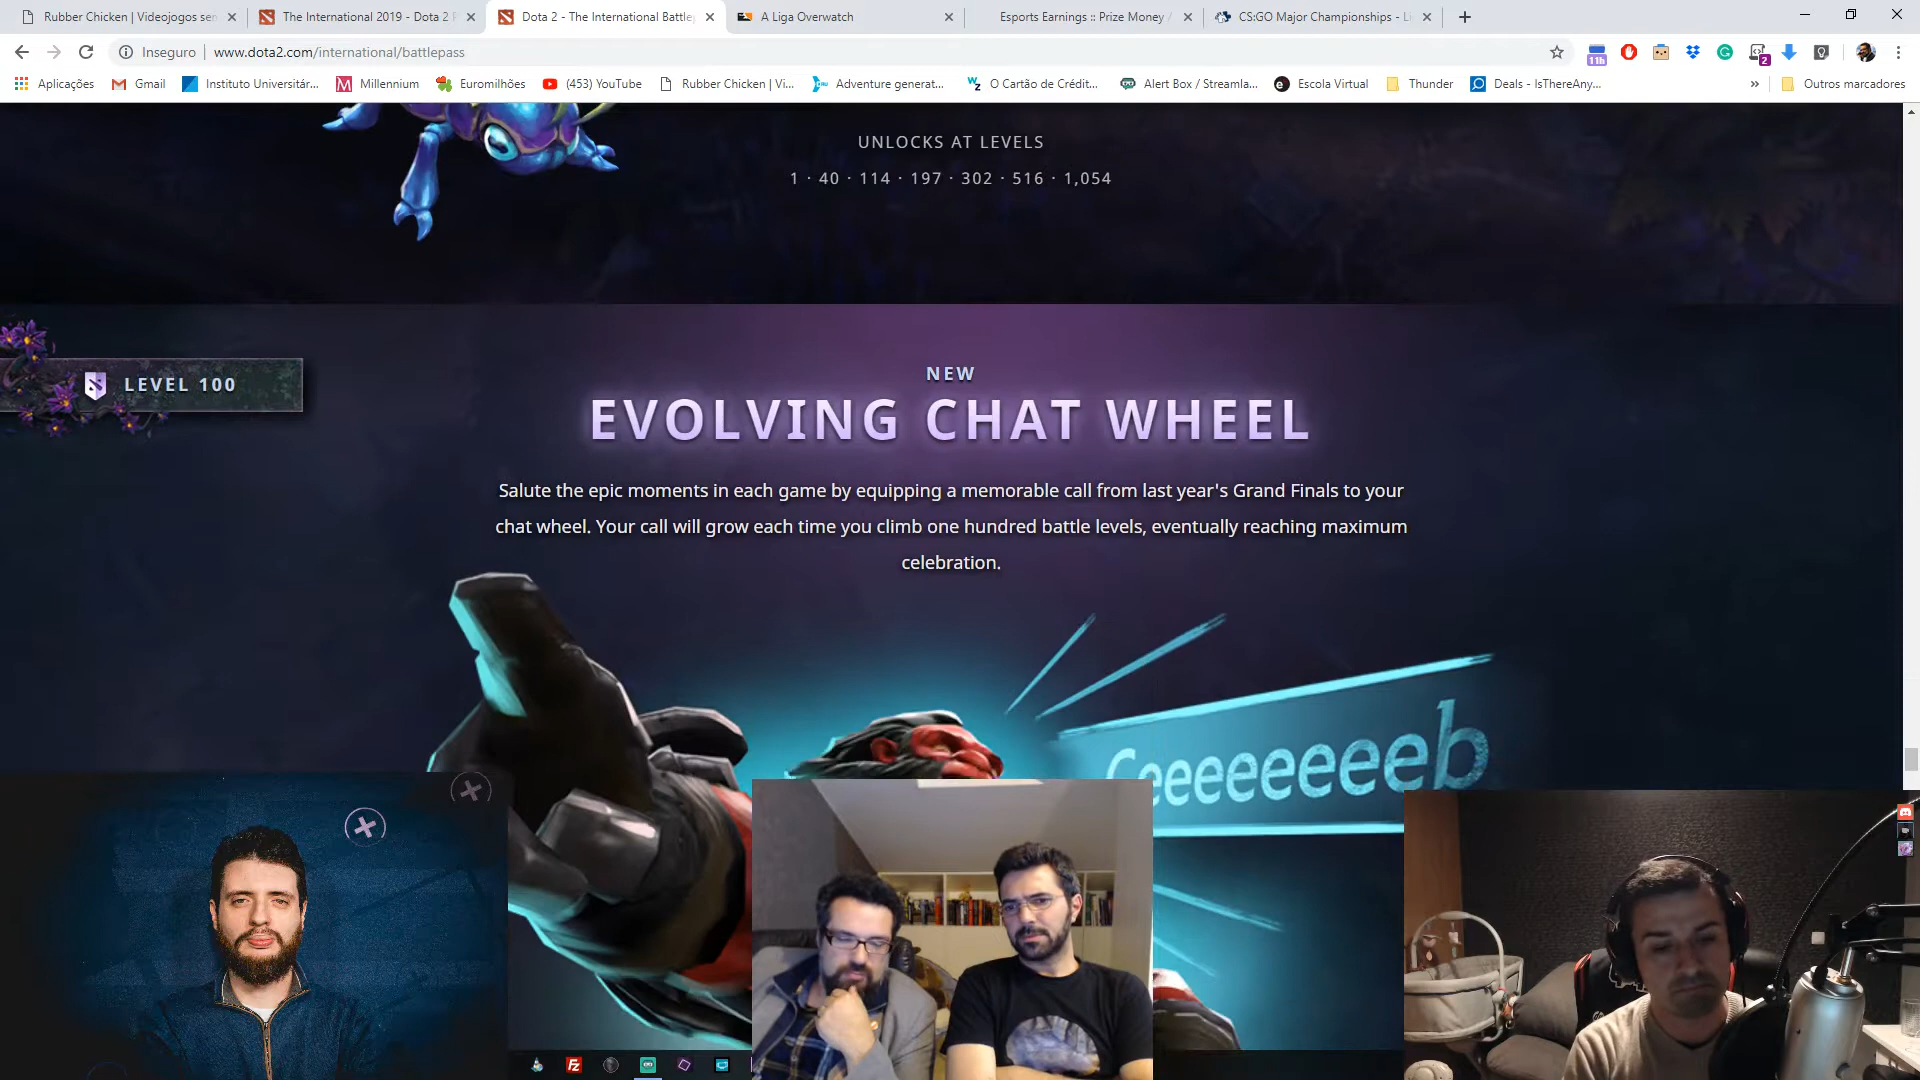 Rubber Chicken | Videojogos sem
The International 2019 - Dota 2 P
Dota 2 - The International Battle
A Liga Overwatch
Esports Earnings :: Prize Money /
CS:GO Major Championships - Li
Inseguro
www.dota2.com/international/battlepass
11h
2
Aplicações
Gmail
Instituto Universitár...
Millennium
Euromilhões
(453) YouTube
Rubber Chicken | Vi...
Adventure generat...
O Cartão de Crédit...
Alert Box / Streamla...
Escola Virtual
Thunder
Deals - IsThereAny...
»
Outros marcadores
UNLOCKS AT LEVELS
1 · 40 · 114 · 197 · 302 · 516 · 1,054
LEVEL 100
NEW
EVOLVING CHAT WHEEL
Salute the epic moments in each game by equipping a memorable call from last year's Grand Finals to your
chat wheel. Your call will grow each time you climb one hundred battle levels, eventually reaching maximum
celebration.
Ceeeeeeeeb